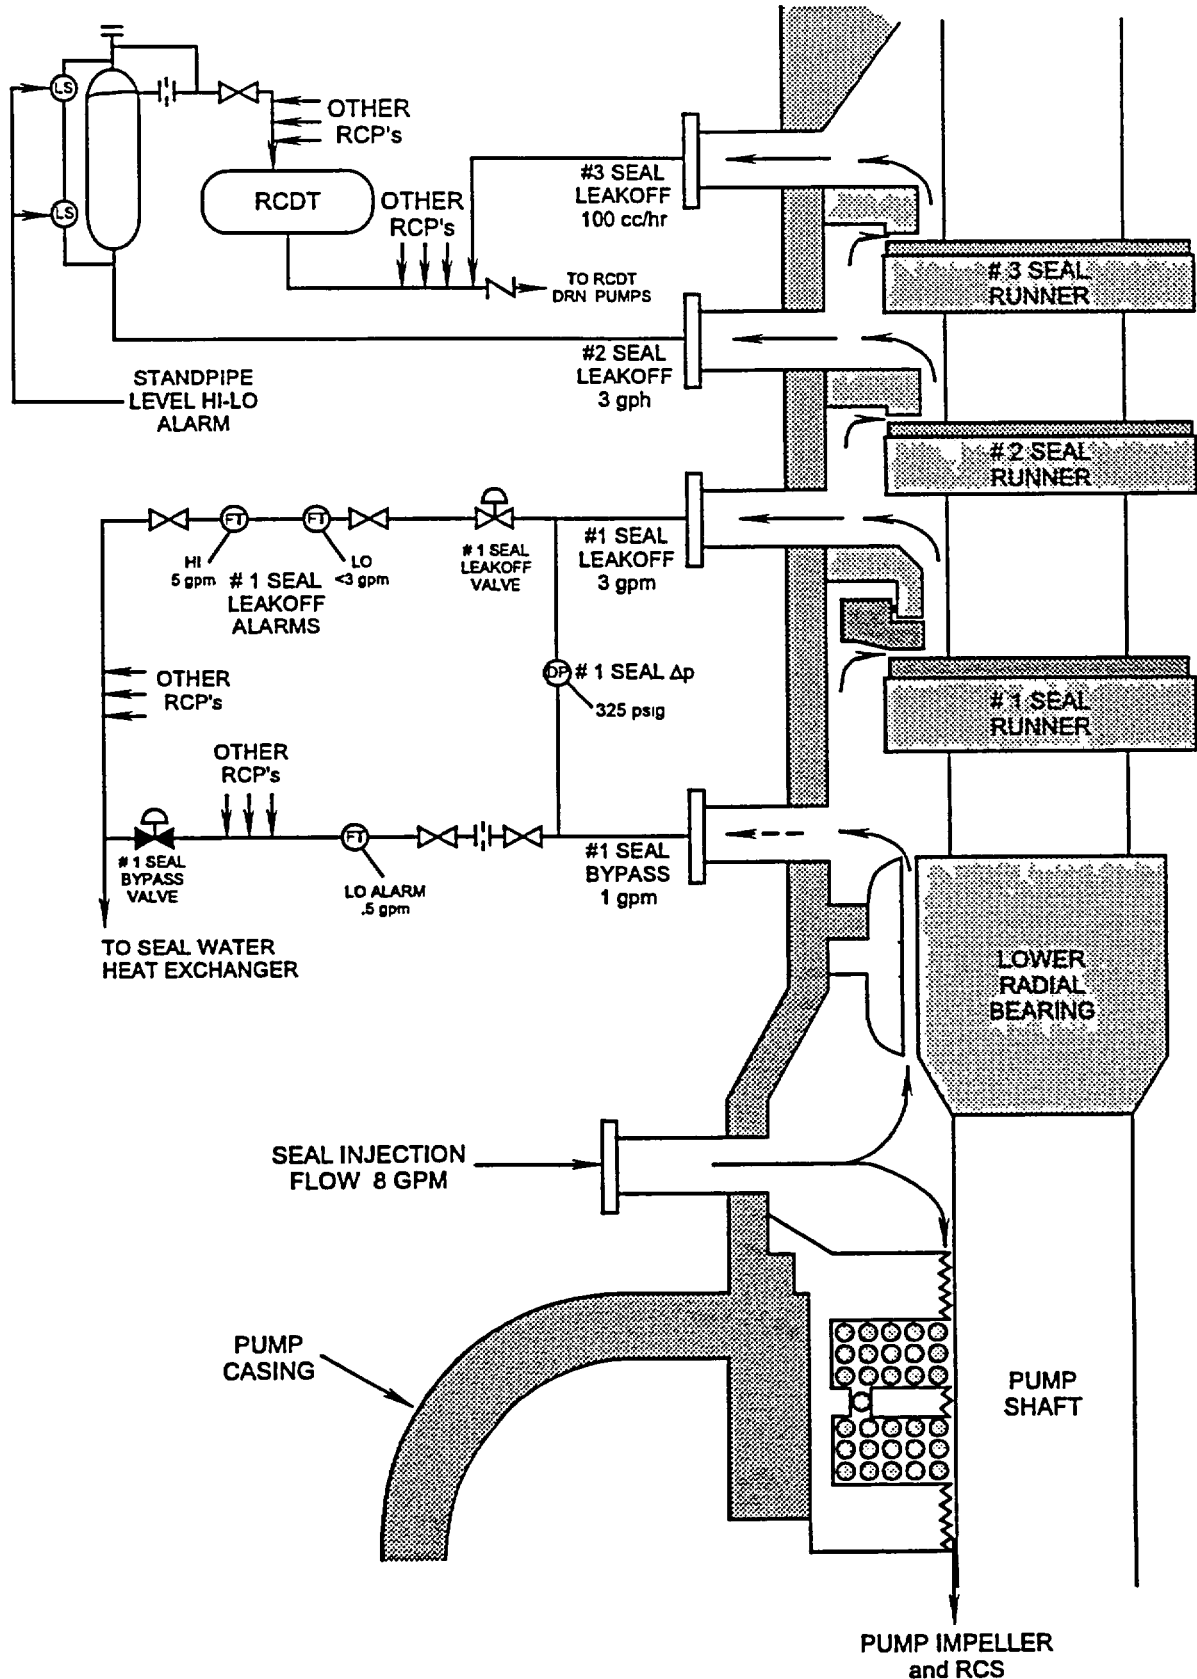 LS
OTHER
RCP's
#3 SEAL
LEAKOFF
100 cc/hr
LS
RCDT
OTHER
RCP's
TO RCDT
DRN PUMPS
# 3 SEAL
RUNNER
#2 SEAL
LEAKOFF
3 gph
STANDPIPE
LEVEL HI-LO
ALARM
# 2 SEAL
RUNNER
FT
FT
HI
5 gpm
LO
<3 gpm
# 1 SEAL
LEAKOFF
ALARMS
# 1 SEAL
LEAKOFF
VALVE
#1 SEAL
LEAKOFF
3 gpm
OTHER
RCP's
DP
# 1 SEAL Δp
325 psig
# 1 SEAL
RUNNER
OTHER
RCP's
FT
# 1 SEAL
BYPASS
VALVE
LO ALARM
.5 gpm
#1 SEAL
BYPASS
1 gpm
TO SEAL WATER
HEAT EXCHANGER
LOWER
RADIAL
BEARING
SEAL INJECTION
FLOW 8 GPM
PUMP
CASING
PUMP
SHAFT
PUMP IMPELLER
and RCS